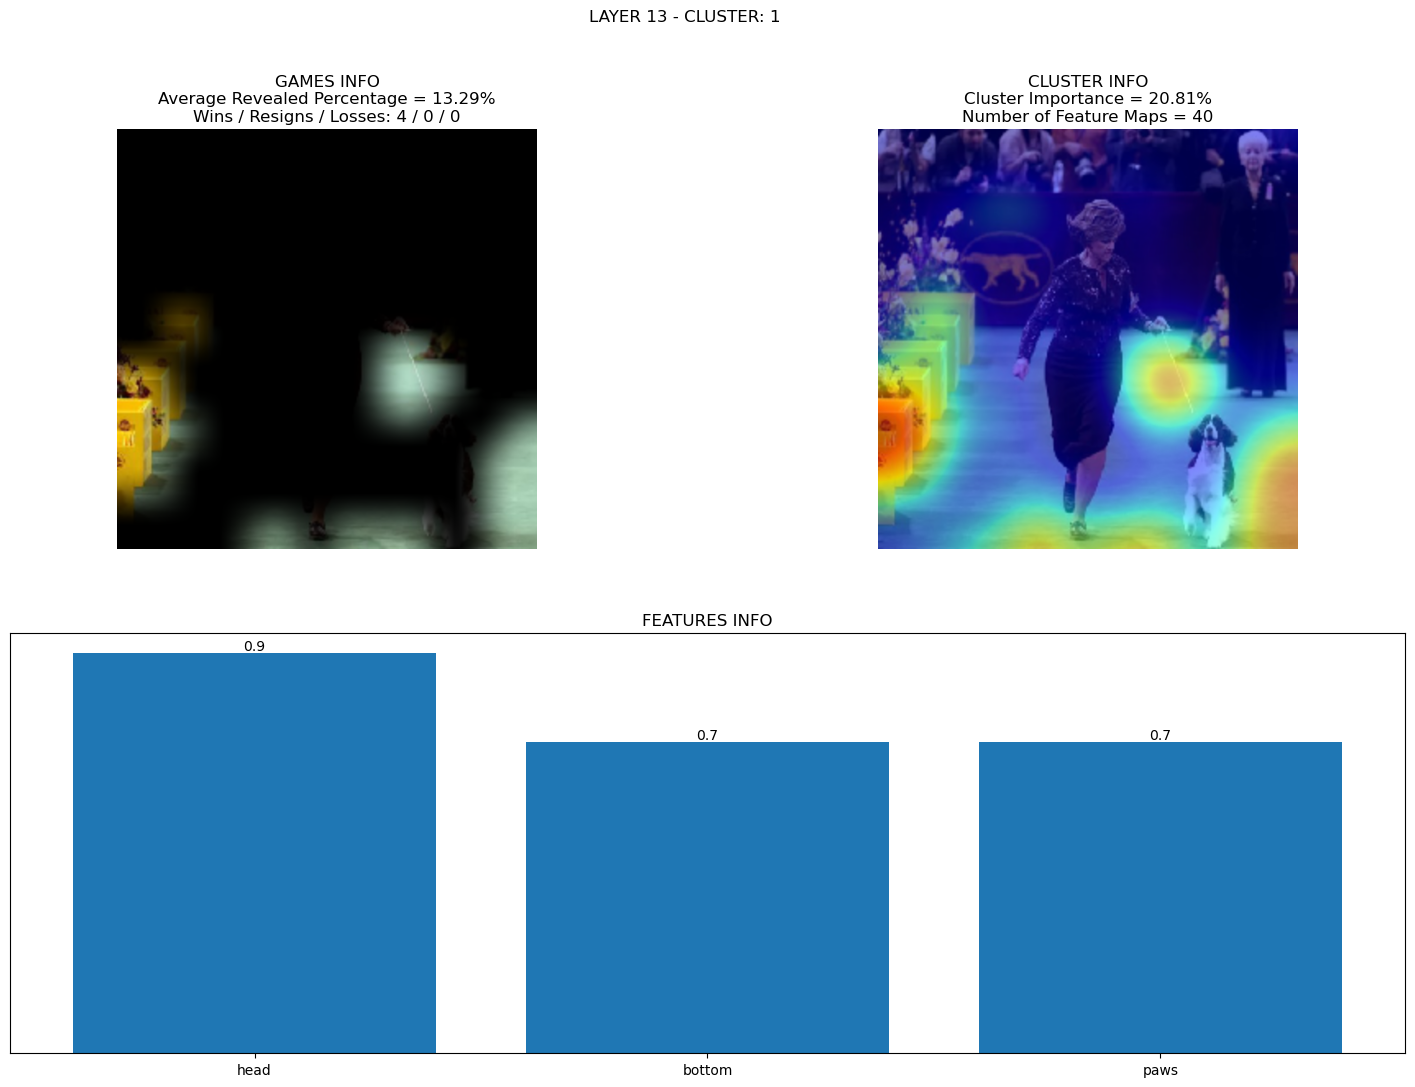 LAYER 13 - CLUSTER: 1
GAMES INFO
Average Revealed Percentage = 13.29%
Wins / Resigns / Losses: 4 / 0 / 0
CLUSTER INFO
Cluster Importance = 20.81%
Number of Feature Maps = 40
FEATURES INFO
0.9
0.7
0.7
head
bottom
paws